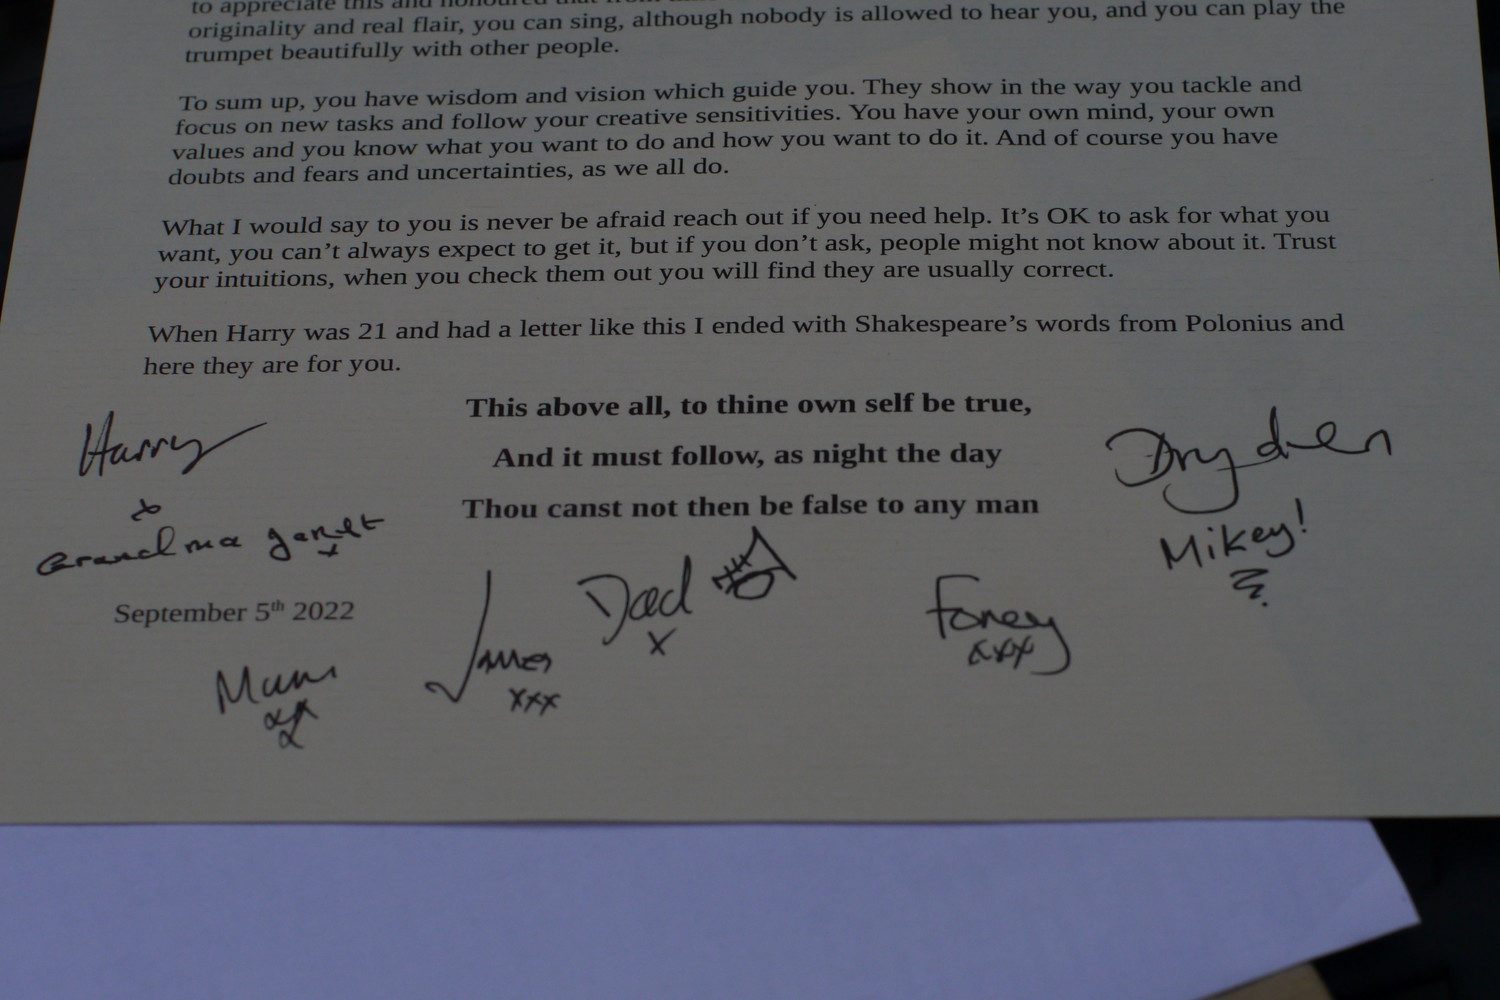 to appreciate this and honoured that from
originality and real flair, you can sing, although nobody is allowed to hear you, and you can play the
trumpet beautifully with other people.
To sum up, you have wisdom and vision which guide you. They show in the way you tackle and
focus on new tasks and follow your creative sensitivities. You have your own mind, your own
values and you know what you want to do and how you want to do it. And of course you have
doubts and fears and uncertainties, as we all do.
What I would say to you is never be afraid reach out if you need help. It’s OK to ask for what you
want, you can’t always expect to get it, but if you don’t ask, people might not know about it. Trust
your intuitions, when you check them out you will find they are usually correct.
When Harry was 21 and had a letter like this I ended with Shakespeare’s words from Polonius and
here they are for you.
This above all, to thine own self be true,
And it must follow, as night the day
Thou canst not then be false to any man
Harry
x
Dryden
Mikey!
Grandma Janet
x
September 5th 2022
Dad
x
Mum
xx
x
James
xxx
xxx